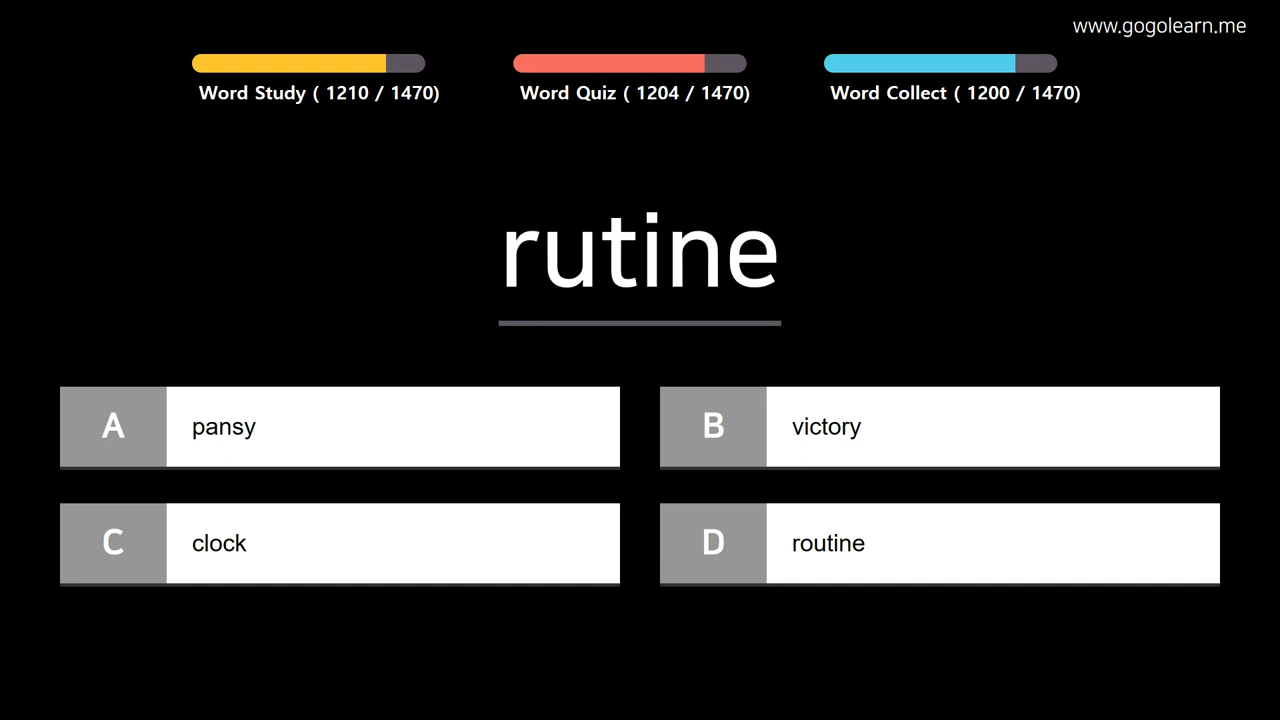 www.gogolearn.me
Word Study ( 1210 / 1470)
Word Quiz ( 1204 / 1470)
Word Collect ( 1200 / 1470)
rutine
A pansy
B victory
C clock
D routine